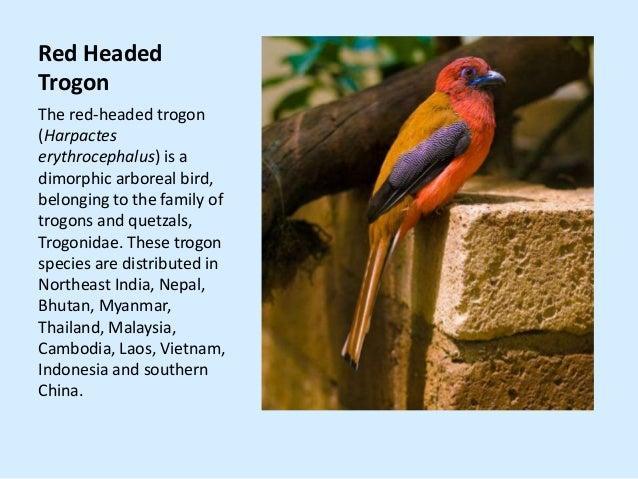 Red Headed
Trogon
The red-headed trogon
(Harpactes
erythrocephalus) is a
dimorphic arboreal bird,
belonging to the family of
trogons and quetzals,
Trogonidae. These trogon
species are distributed in
Northeast India, Nepal,
Bhutan, Myanmar,
Thailand, Malaysia,
Cambodia, Laos, Vietnam,
Indonesia and southern
China.